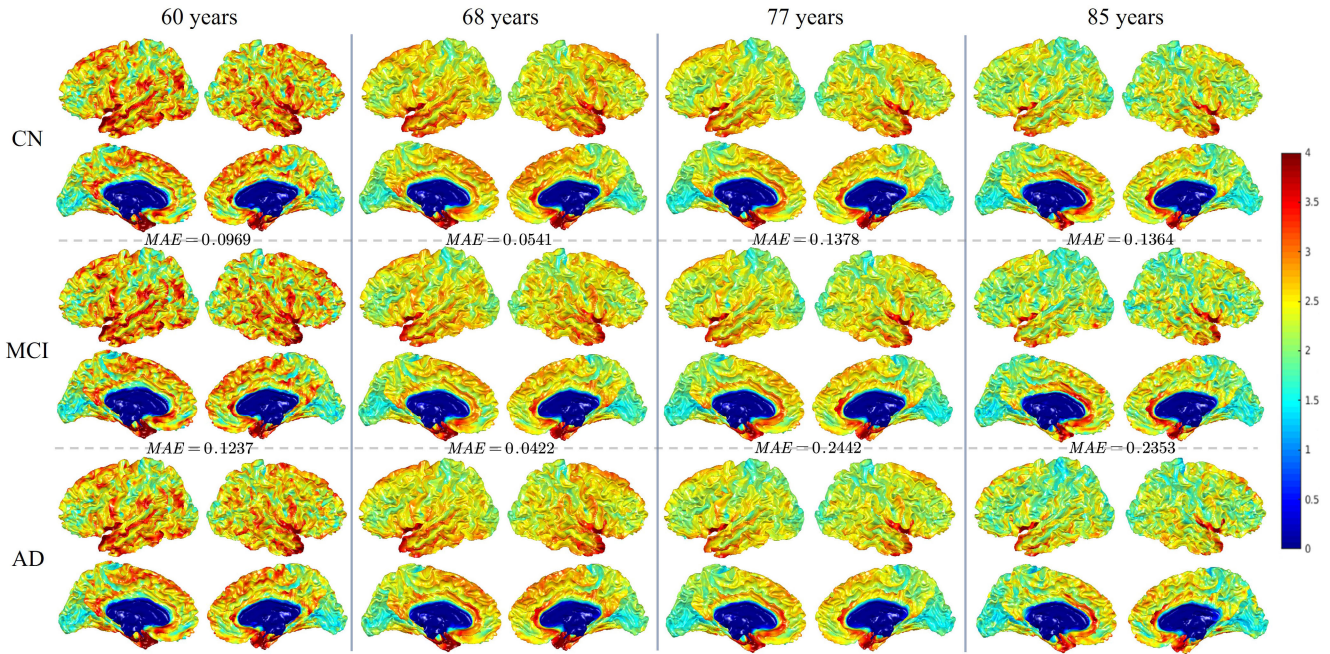 60 years 68 years 77 years 85 years
CN
4
3.5
MAE = 0.0969 MAE = 0.0541 MAE = 0.1378 MAE = 0.1364
3
2.5
MCI
2
1.5
MAE = 0.1237 MAE = 0.0422 MAE = 0.2442 MAE = 0.2353
1
0.5
0
AD